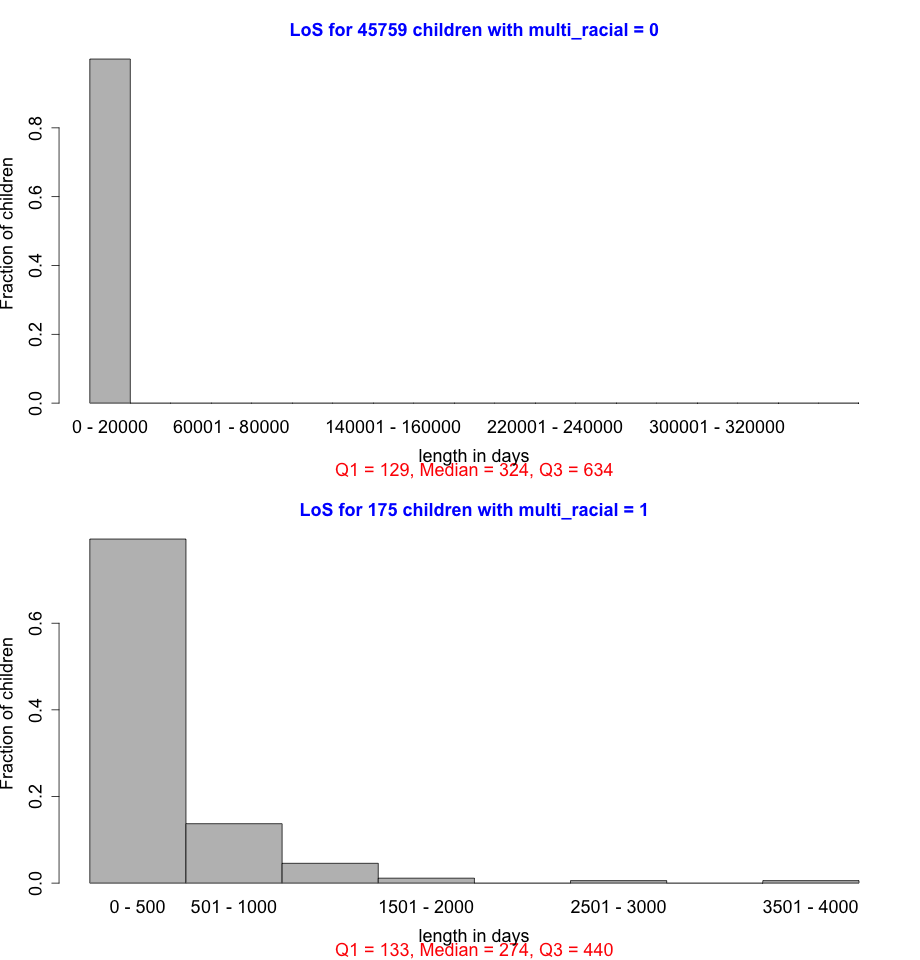 LoS for 45759 children with multi_racial = 0
Fraction of children
0.8
0.6
0.4
0.2
0.0
0 - 20000 60001 - 80000 140001 - 160000 220001 - 240000 300001 - 320000
length in days
Q1 = 129, Median = 324, Q3 = 634
LoS for 175 children with multi_racial = 1
Fraction of children
0.6
0.4
0.2
0.0
0 - 500 501 - 1000 1501 - 2000 2501 - 3000 3501 - 4000
length in days
Q1 = 133, Median = 274, Q3 = 440